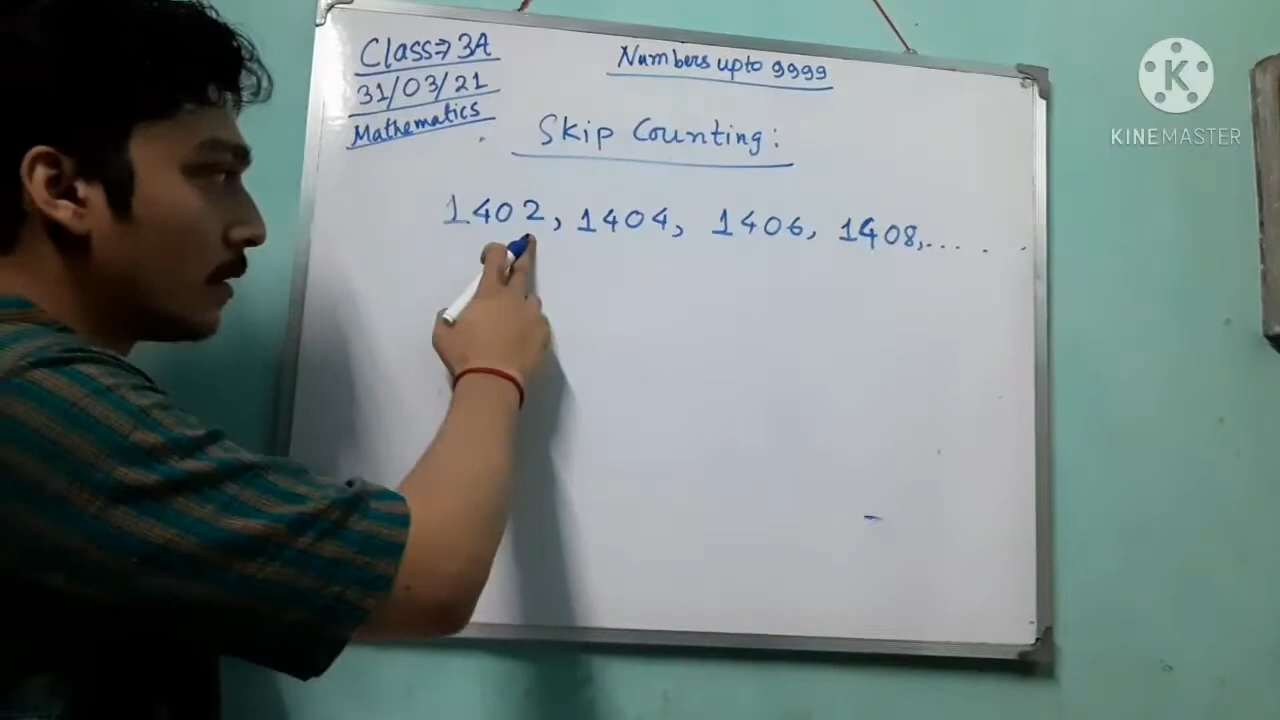 Class⇒ 3A
31/03/21
Mathematics
Numbers upto 9999
Skip Counting:
1402, 1404, 1406, 1408,.....
K
KINEMASTER